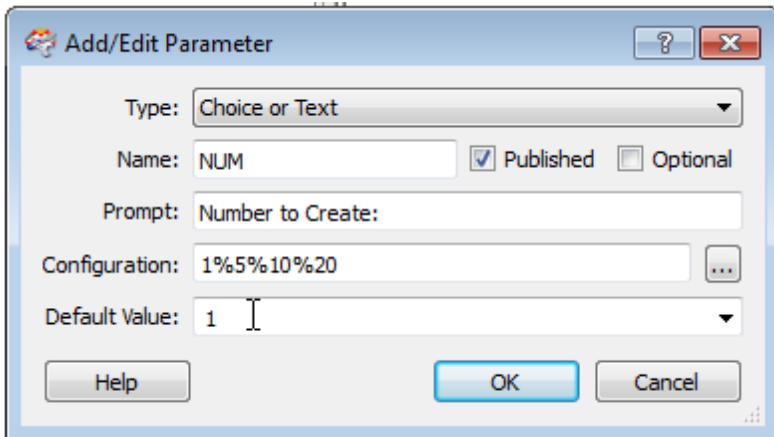 Add/Edit Parameter
Type: Choice or Text
Name: NUM Published Optional
Prompt: Number to Create:
Configuration: 1%5%10%20 ...
Default Value: 1
Help OK Cancel